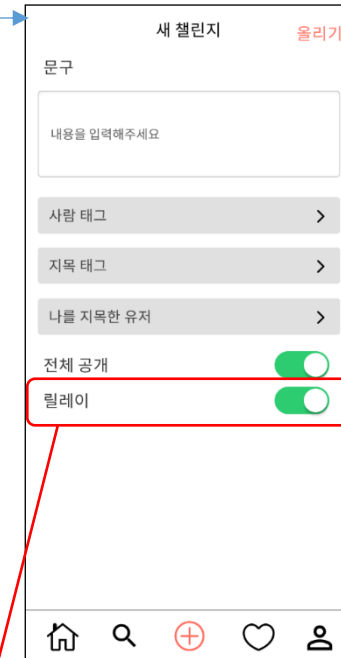 새 챌린지
올리기
문구
내용을 입력해주세요
사람 태그
지목 태그
나를 지목한 유저
전체 공개
릴레이